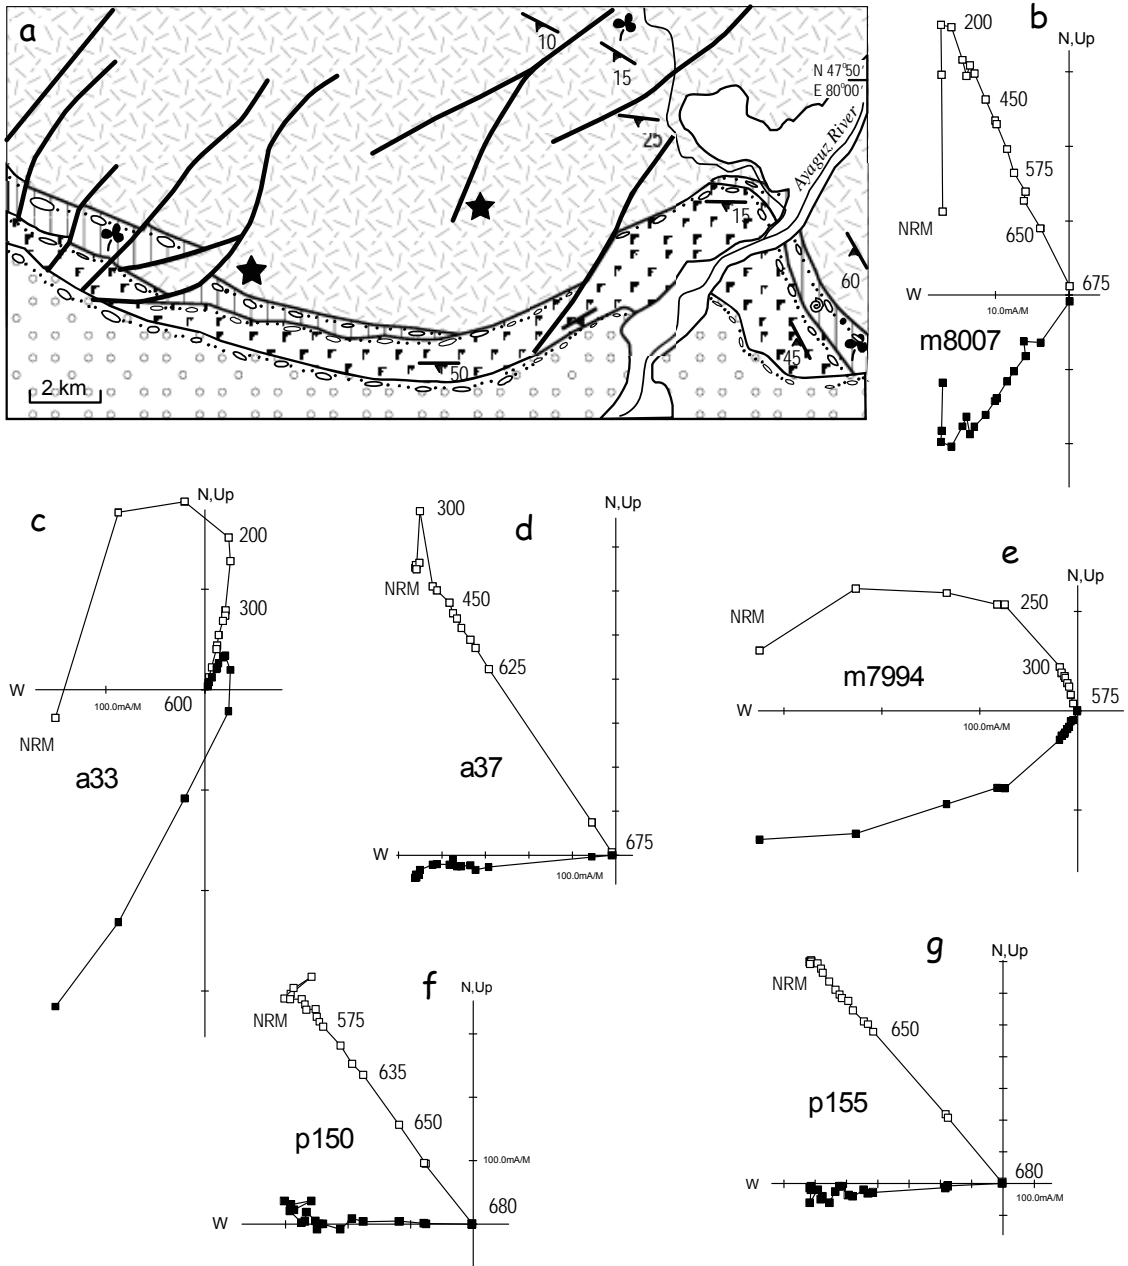 a
10
15
25
N 47°50'
E 80°00'
Ayaguz River
15
60
50
45
2 km
b
N,Up
200
450
575
NRM
650
675
W
10.0mA/M
m8007
c
N,Up
200
300
W
100.0mA/M
600
NRM
a33
d
N,Up
300
NRM
450
625
a37
675
W
100.0mA/M
e
N,Up
NRM
250
300
m7994
575
W
100.0mA/M
f
N,Up
NRM
575
635
650
p150
100.0mA/M
680
W
g
N,Up
NRM
650
p155
680
W
100.0mA/M